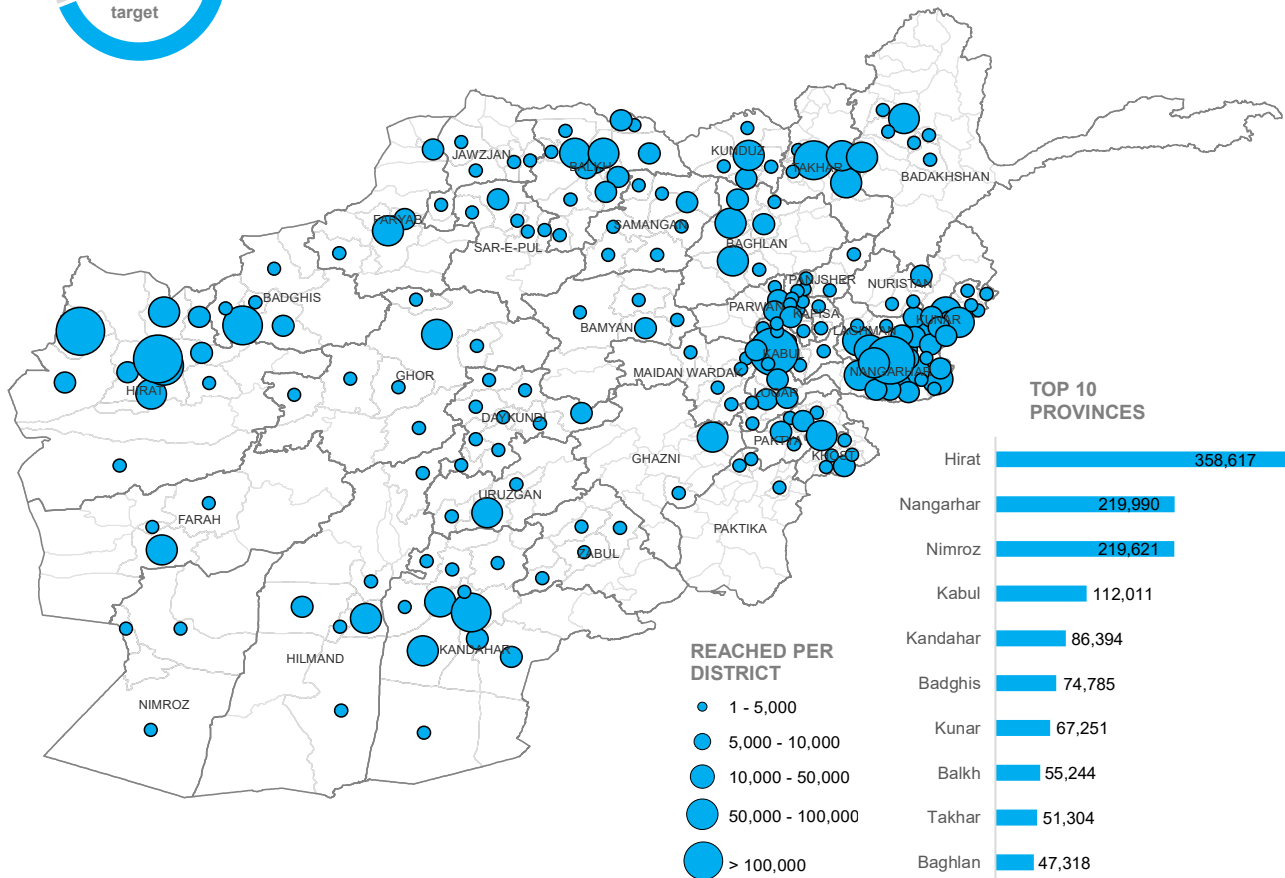 target
JAWZJAN
BALKH
KUNDUZ
TAKHAR
BADAKHSHAN
FARYAB
SAR-E-PUL
SAMANGAN
BAGHLAN
BADGHIS
PANJSHER
NURISTAN
PARWAN
KAPISA
BAMYAN
LAGHMAN
KUNAR
KABUL
HIRAT
GHOR
MAIDAN WARDAK
NANGARHAR
DAYKUNDI
LOGAR
GHAZNI
PAKTYA
KHOST
URUZGAN
FARAH
PAKTIKA
ZABUL
HILMAND
KANDAHAR
NIMROZ
REACHED PER
DISTRICT
1 - 5,000
5,000 - 10,000
10,000 - 50,000
50,000 - 100,000
> 100,000
TOP 10
PROVINCES
Hirat 358,617
Nangarhar 219,990
Nimroz 219,621
Kabul 112,011
Kandahar 86,394
Badghis 74,785
Kunar 67,251
Balkh 55,244
Takhar 51,304
Baghlan 47,318